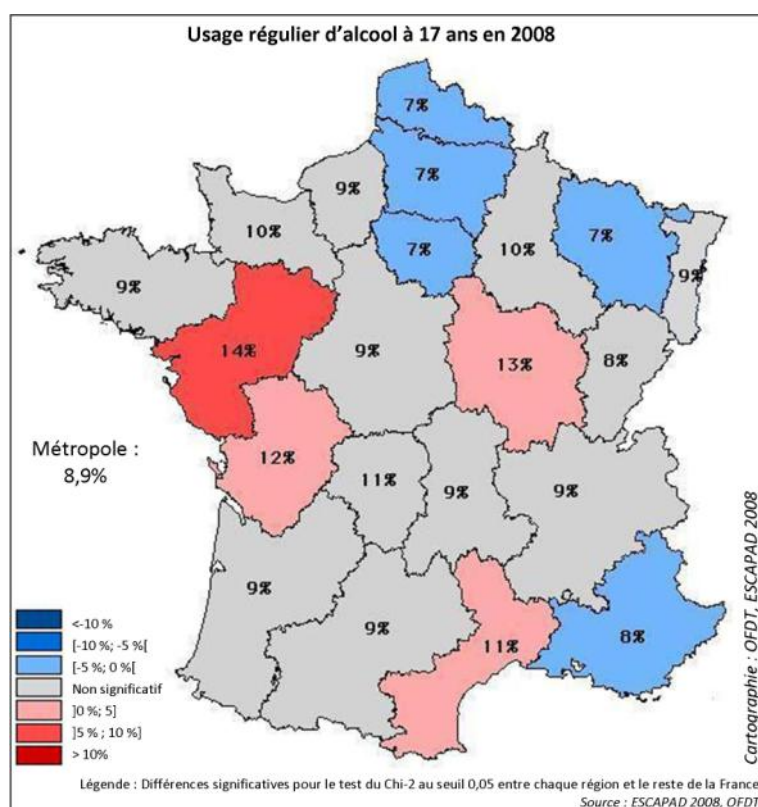 Usage régulier d'alcool à 17 ans en 2008
7%
7%
9%
10%
7%
10%
7%
9%
9%
14%
9%
13%
8%
Métropole :
8,9%
12%
11%
9%
9%
9%
9%
11%
8%
<-10 %
[-10 %; -5 %[
[-5 %; 0 %[
Non significatif
]0 %; 5]
]5 % ; 10 %]
> 10%
Cartographie : OFDT, ESCAPAD 2008
Légende : Différences significatives pour le test du Chi-2 au seuil 0,05 entre chaque région et le reste de la France
Source : ESCAPAD 2008, OFDT